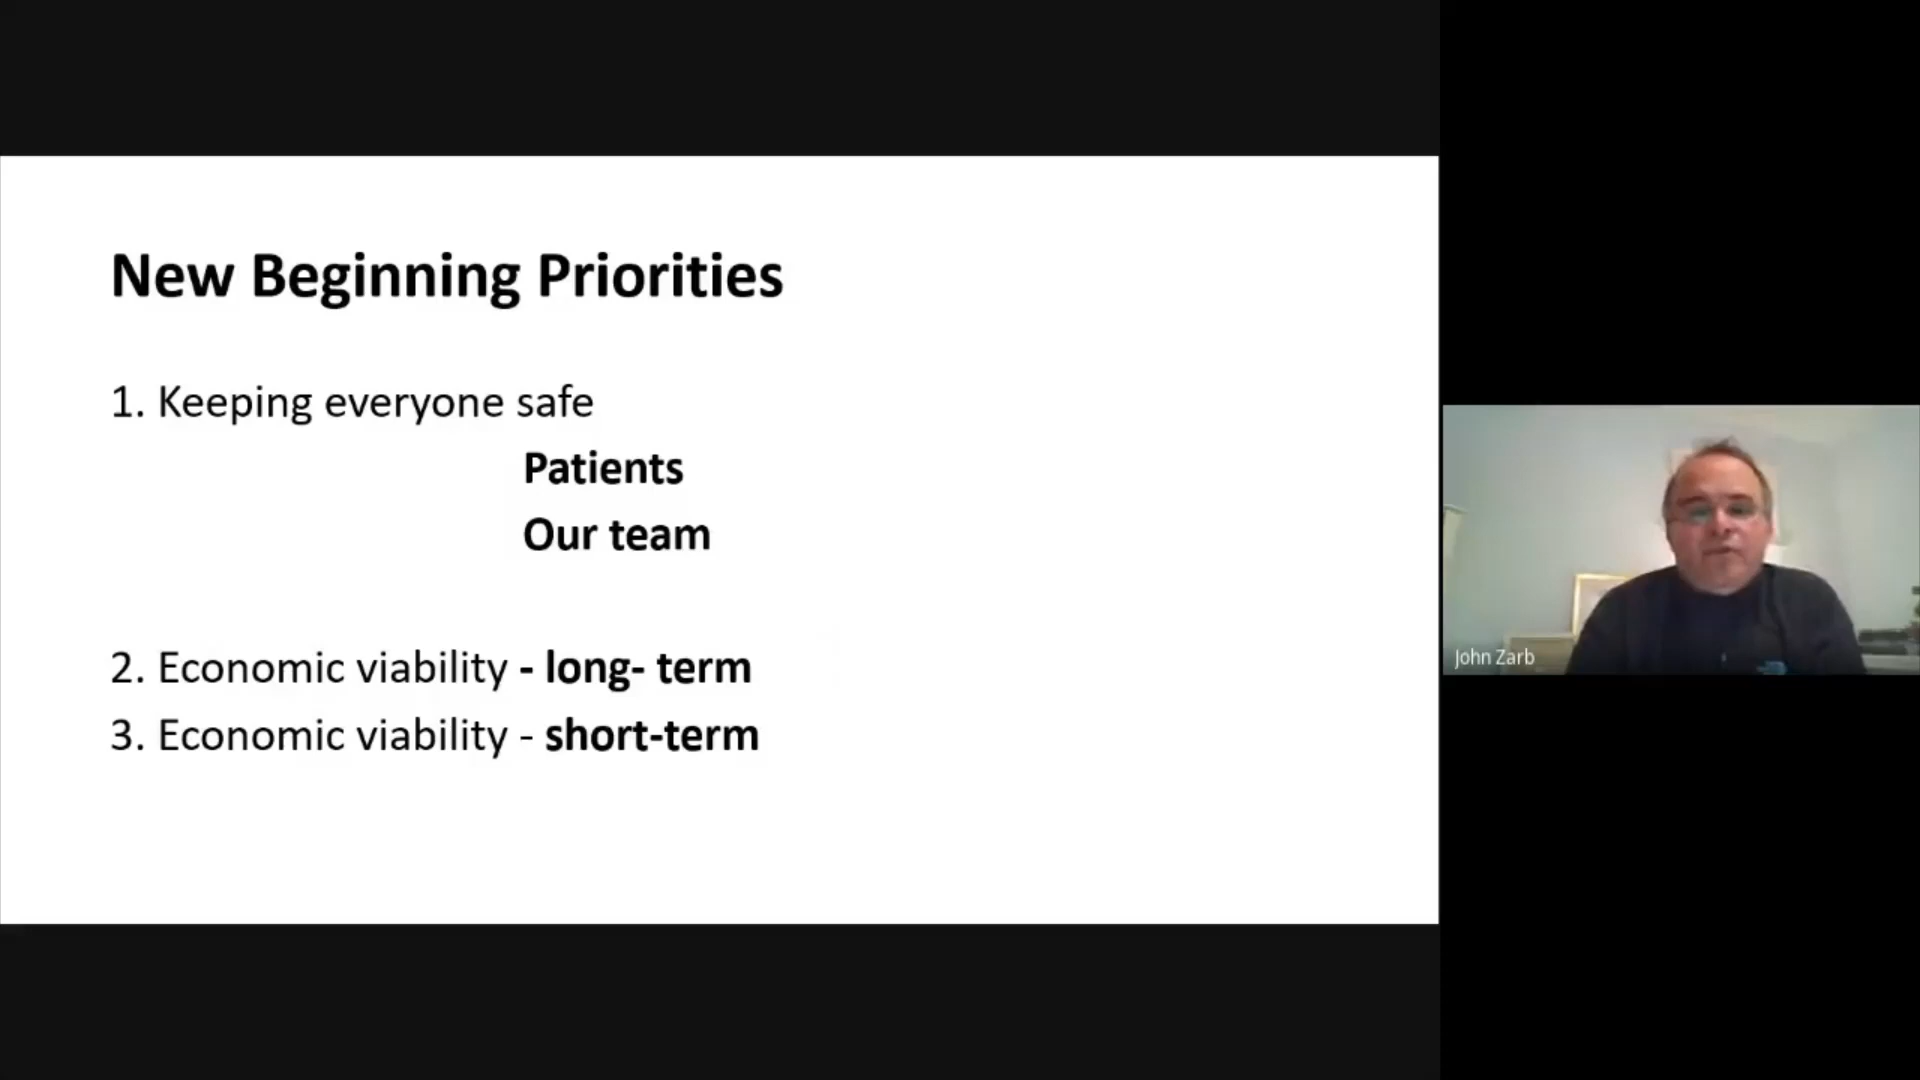 New Beginning Priorities
1. Keeping everyone safe
Patients
Our team
2. Economic viability - long- term
3. Economic viability - short-term
John Zarb